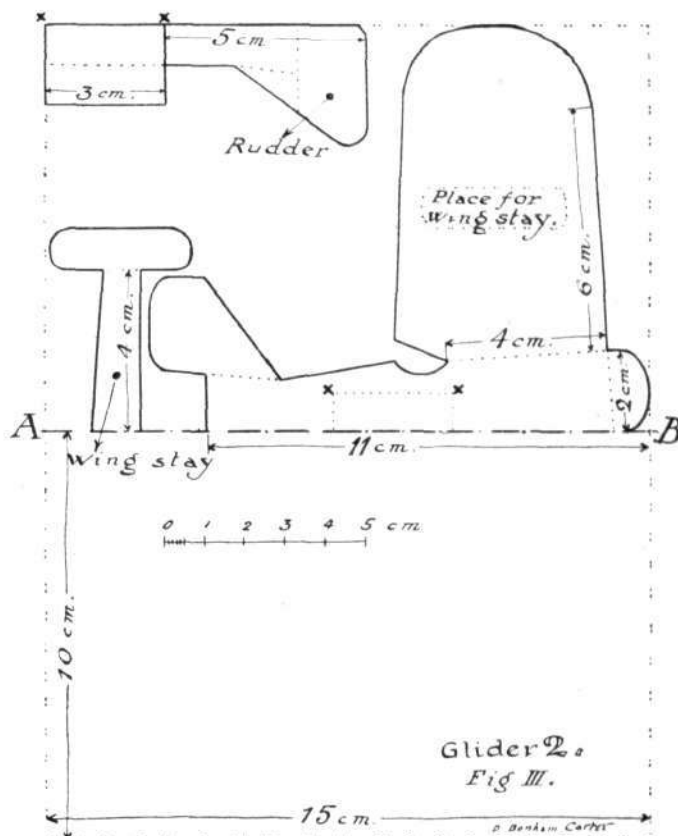 5 cm.
3 cm.
Rudder
Place for
wing stay.
6 cm.
4 cm.
4 cm.
2 cm.
A
B
11 cm.
Wing stay
0 1 2 3 4 5 cm
10 cm.
Glider 2.
Fig III.
15 cm.
D. Bonham Carter